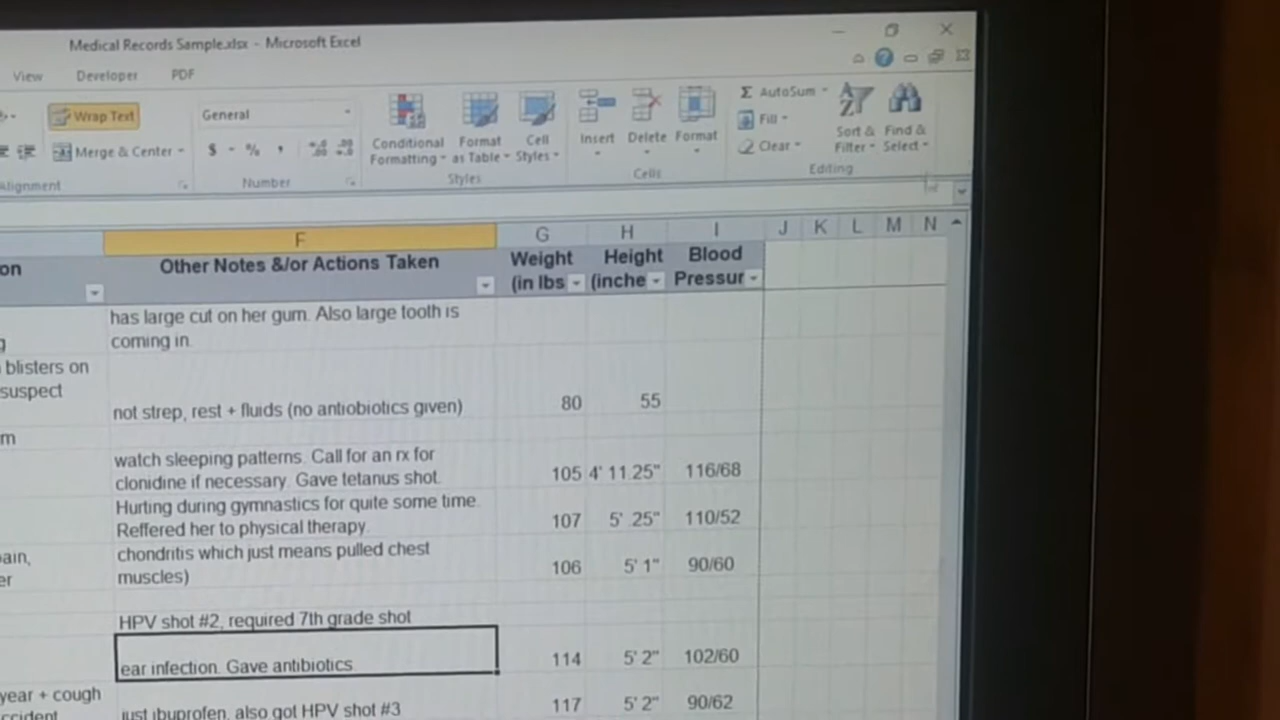 Medical Records Sample.xlsx - Microsoft Excel
View Developer PDF
Wrap Text
General
Merge & Center
$ % ,
Conditional Formatting
Format as Table
Cell Styles
Insert
Delete
Format
Σ AutoSum
Fill
Clear
Sort & Filter
Find & Select
Alignment
Number
Styles
Cells
Editing
F G H I J K L M N
on
Other Notes &/or Actions Taken
Weight (in lbs
Height (inche
Blood Pressur
g
has large cut on her gum. Also large tooth is
coming in.
blisters on
suspect
not strep, rest + fluids (no antiobiotics given) 80 55
m
watch sleeping patterns. Call for an rx for
clonidine if necessary. Gave tetanus shot. 105 4' 11.25" 116/68
Hurting during gymnastics for quite some time.
Reffered her to physical therapy. 107 5' 25" 110/52
ain,
er
chondritis which just means pulled chest
muscles) 106 5' 1" 90/60
HPV shot #2, required 7th grade shot
ear infection. Gave antibiotics. 114 5' 2" 102/60
year + cough
ccident
just ibuprofen, also got HPV shot #3 117 5' 2" 90/62